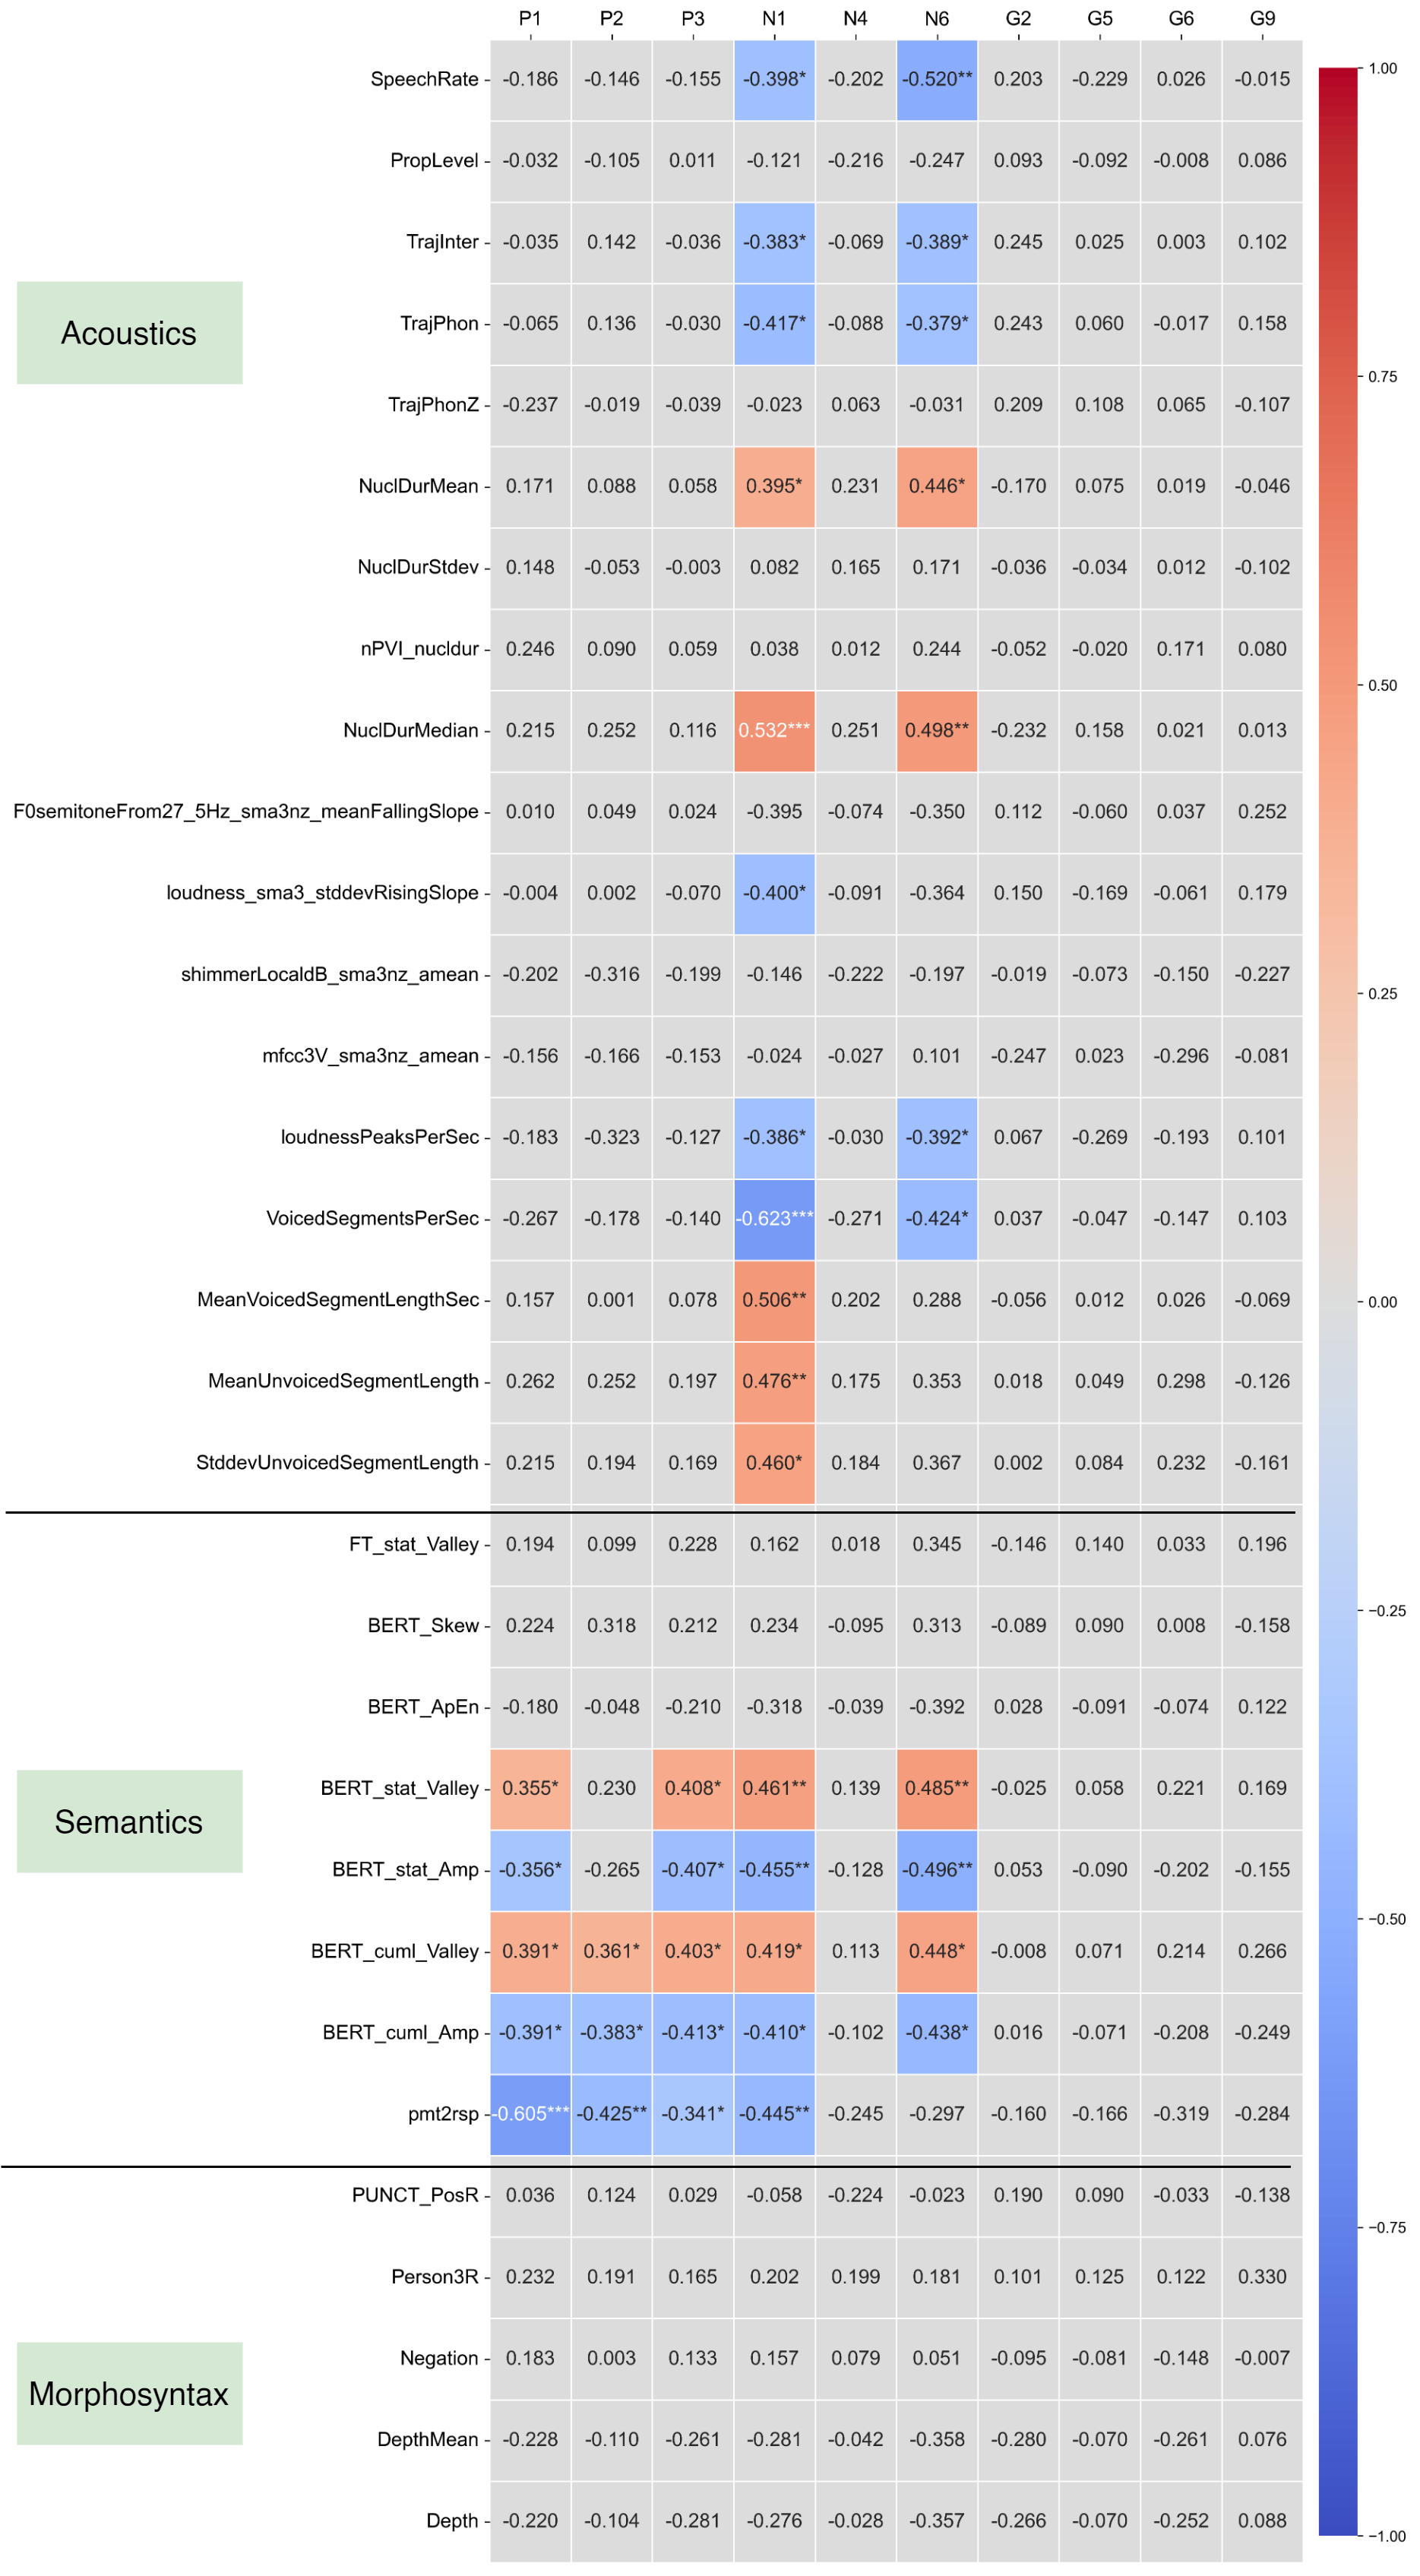 P1 P2 P3 N1 N4 N6 G2 G5 G6 G9
SpeechRate -0.186 -0.146 -0.155 -0.398* -0.202 -0.520** 0.203 -0.229 0.026 -0.015
1.00
PropLevel -0.032 -0.105 0.011 -0.121 -0.216 -0.247 0.093 -0.092 -0.008 0.086
TrajInter -0.035 0.142 -0.036 -0.383* -0.069 -0.389* 0.245 0.025 0.003 0.102
Acoustics
TrajPhon -0.065 0.136 -0.030 -0.417* -0.088 -0.379* 0.243 0.060 -0.017 0.158
0.75
TrajPhonZ -0.237 -0.019 -0.039 -0.023 0.063 -0.031 0.209 0.108 0.065 -0.107
NuclDurMean 0.171 0.088 0.058 0.395* 0.231 0.446* -0.170 0.075 0.019 -0.046
NuclDurStdev 0.148 -0.053 -0.003 0.082 0.165 0.171 -0.036 -0.034 0.012 -0.102
nPVI_nucldur 0.246 0.090 0.059 0.038 0.012 0.244 -0.052 -0.020 0.171 0.080
0.50
NuclDurMedian 0.215 0.252 0.116 0.532*** 0.251 0.498** -0.232 0.158 0.021 0.013
F0semitoneFrom27_5Hz_sma3nz_meanFallingSlope 0.010 0.049 0.024 -0.395 -0.074 -0.350 0.112 -0.060 0.037 0.252
loudness_sma3_stddevRisingSlope -0.004 0.002 -0.070 -0.400* -0.091 -0.364 0.150 -0.169 -0.061 0.179
shimmerLocaldB_sma3nz_amean -0.202 -0.316 -0.199 -0.146 -0.222 -0.197 -0.019 -0.073 -0.150 -0.227
0.25
mfcc3V_sma3nz_amean -0.156 -0.166 -0.153 -0.024 -0.027 0.101 -0.247 0.023 -0.296 -0.081
loudnessPeaksPerSec -0.183 -0.323 -0.127 -0.386* -0.030 -0.392* 0.067 -0.269 -0.193 0.101
VoicedSegmentsPerSec -0.267 -0.178 -0.140 -0.623*** -0.271 -0.424* 0.037 -0.047 -0.147 0.103
MeanVoicedSegmentLengthSec 0.157 0.001 0.078 0.506** 0.202 0.288 -0.056 0.012 0.026 -0.069
0.00
MeanUnvoicedSegmentLength 0.262 0.252 0.197 0.476** 0.175 0.353 0.018 0.049 0.298 -0.126
StddevUnvoicedSegmentLength 0.215 0.194 0.169 0.460* 0.184 0.367 0.002 0.084 0.232 -0.161
FT_stat_Valley 0.194 0.099 0.228 0.162 0.018 0.345 -0.146 0.140 0.033 0.196
−0.25
BERT_Skew 0.224 0.318 0.212 0.234 -0.095 0.313 -0.089 0.090 0.008 -0.158
BERT_ApEn -0.180 -0.048 -0.210 -0.318 -0.039 -0.392 0.028 -0.091 -0.074 0.122
BERT_stat_Valley 0.355* 0.230 0.408* 0.461** 0.139 0.485** -0.025 0.058 0.221 0.169
Semantics
BERT_stat_Amp -0.356* -0.265 -0.407* -0.455** -0.128 -0.496** 0.053 -0.090 -0.202 -0.155
−0.50
BERT_cuml_Valley 0.391* 0.361* 0.403* 0.419* 0.113 0.448* -0.008 0.071 0.214 0.266
BERT_cuml_Amp -0.391* -0.383* -0.413* -0.410* -0.102 -0.438* 0.016 -0.071 -0.208 -0.249
pmt2rsp -0.605*** -0.425** -0.341* -0.445** -0.245 -0.297 -0.160 -0.166 -0.319 -0.284
PUNCT_PosR 0.036 0.124 0.029 -0.058 -0.224 -0.023 0.190 0.090 -0.033 -0.138
−0.75
Person3R 0.232 0.191 0.165 0.202 0.199 0.181 0.101 0.125 0.122 0.330
Negation 0.183 0.003 0.133 0.157 0.079 0.051 -0.095 -0.081 -0.148 -0.007
Morphosyntax
DepthMean -0.228 -0.110 -0.261 -0.281 -0.042 -0.358 -0.280 -0.070 -0.261 0.076
Depth -0.220 -0.104 -0.281 -0.276 -0.028 -0.357 -0.266 -0.070 -0.252 0.088
−1.00